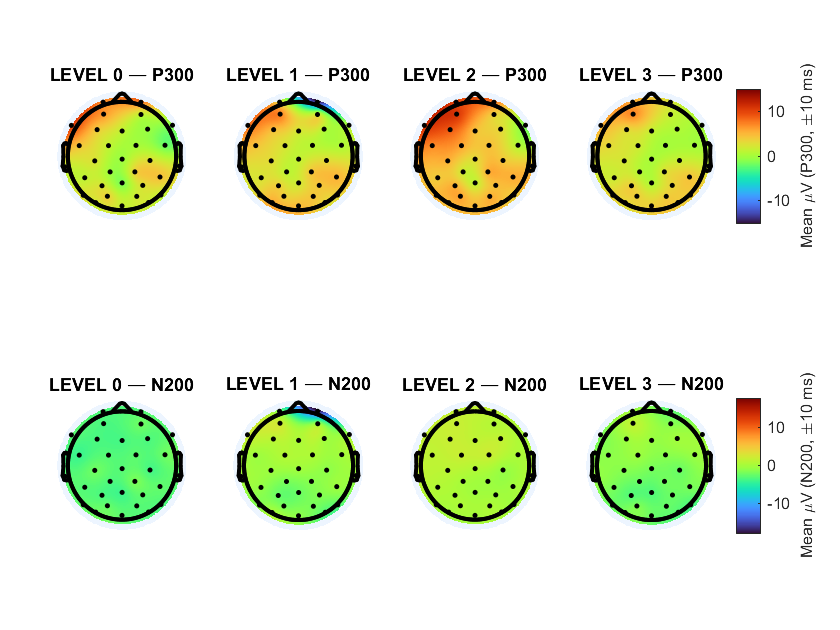 LEVEL 0 — P300
LEVEL 1 — P300
LEVEL 2 — P300
LEVEL 3 — P300
10
0
-10
Mean μV (P300, ±10 ms)
LEVEL 0 — N200
LEVEL 1 — N200
LEVEL 2 — N200
LEVEL 3 — N200
10
0
-10
Mean μV (N200, ±10 ms)